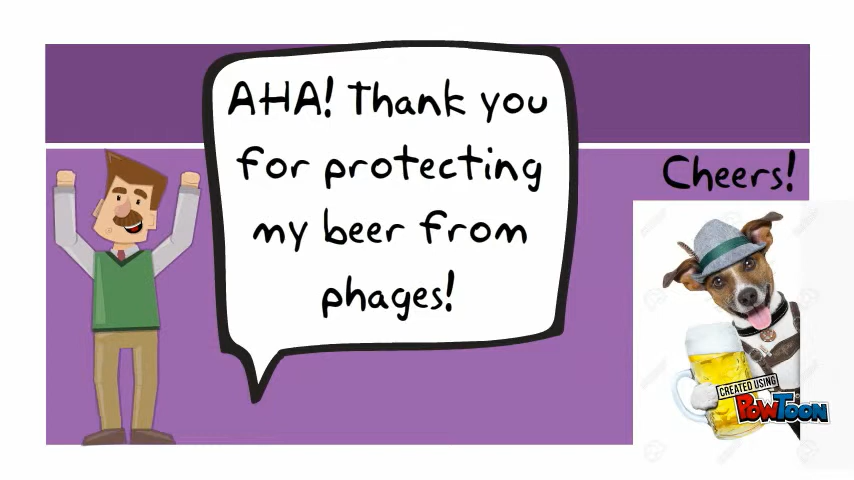 AHA! Thank you
for protecting
my beer from
phages!
Cheers!
CREATED USING
POWTOON